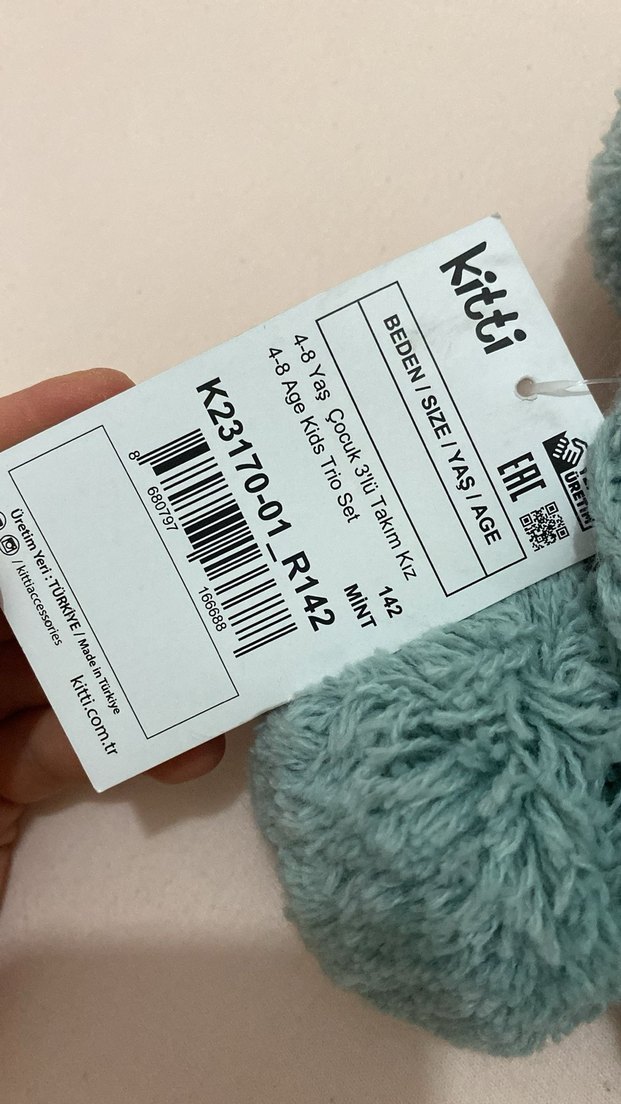 kitti
EAC
ÜRETİM
BEDEN / SIZE / YAŞ / AGE
4-8 Yaş Çocuk 3'lü Takım Kız
4-8 Age Kids Trio Set
142
MİNT
K23170-01_R142
8 680797 166688
Üretim Yeri : TÜRKİYE / Made in Türkiye
/ kittiaccessories
kitti.com.tr